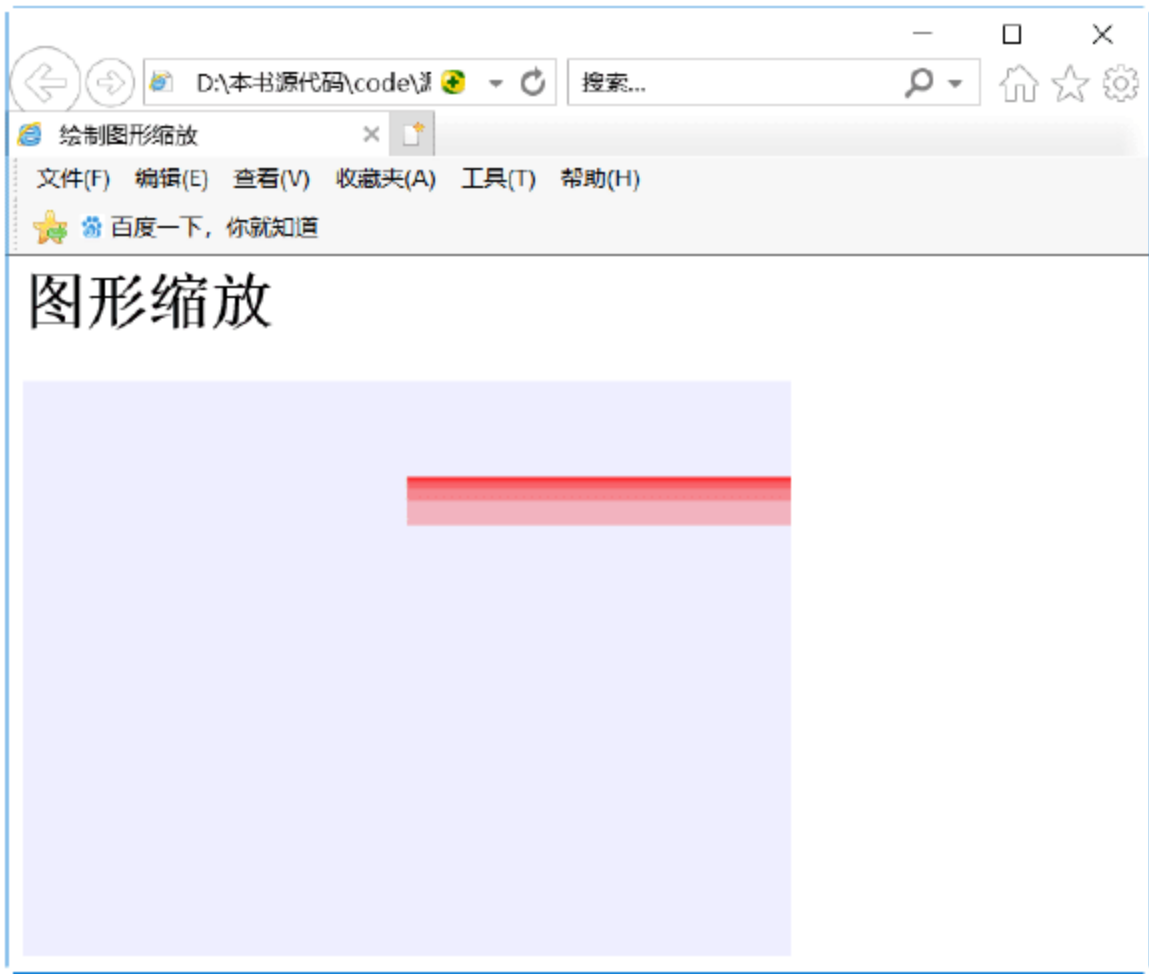 D:\本书源代码\code\ 搜索...
绘制图形缩放
文件(F) 编辑(E) 查看(V) 收藏夹(A) 工具(T) 帮助(H)
百度一下，你就知道
图形缩放